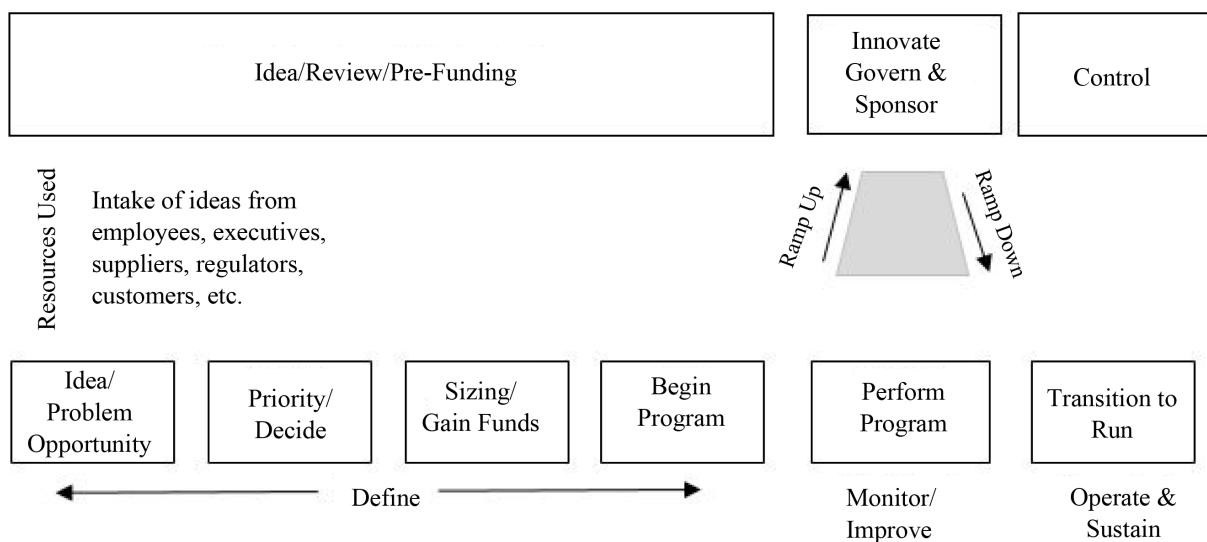 Idea/Review/Pre-Funding
Innovate
Govern &
Sponsor
Control
Resources Used
Intake of ideas from
employees, executives,
suppliers, regulators,
customers, etc.
Ramp Up
Ramp Down
Idea/
Problem
Opportunity
Priority/
Decide
Sizing/
Gain Funds
Begin
Program
Perform
Program
Transition to
Run
Define
Monitor/
Improve
Operate &
Sustain